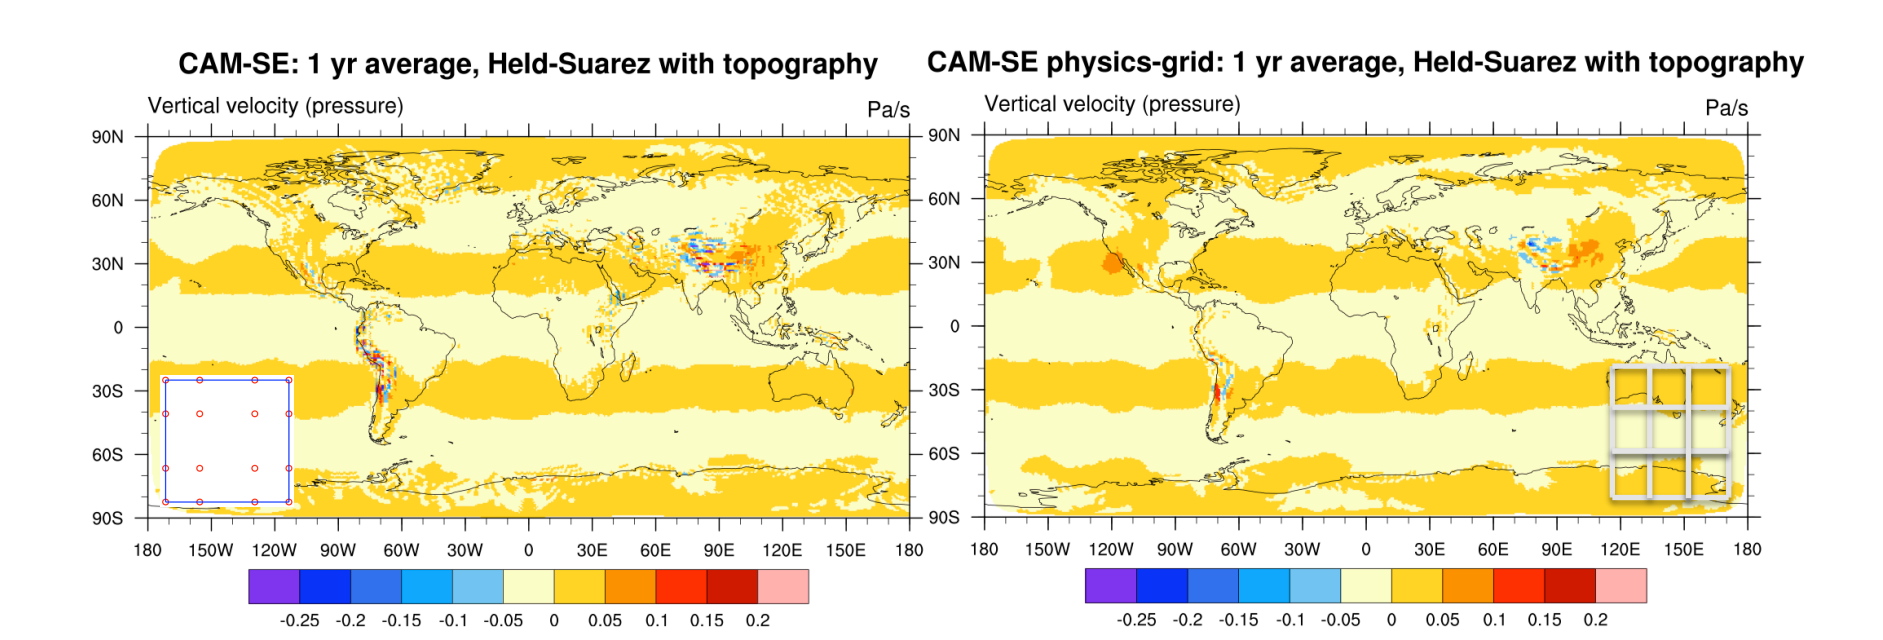 CAM-SE: 1 yr average, Held-Suarez with topography
Vertical velocity (pressure) Pa/s
90N
60N
30N
0
30S
60S
90S
180 150W 120W 90W 60W 30W 0 30E 60E 90E 120E 150E 180
-0.25 -0.2 -0.15 -0.1 -0.05 0 0.05 0.1 0.15 0.2
CAM-SE physics-grid: 1 yr average, Held-Suarez with topography
Vertical velocity (pressure) Pa/s
90N
60N
30N
0
30S
60S
90S
180 150W 120W 90W 60W 30W 0 30E 60E 90E 120E 150E 180
-0.25 -0.2 -0.15 -0.1 -0.05 0 0.05 0.1 0.15 0.2